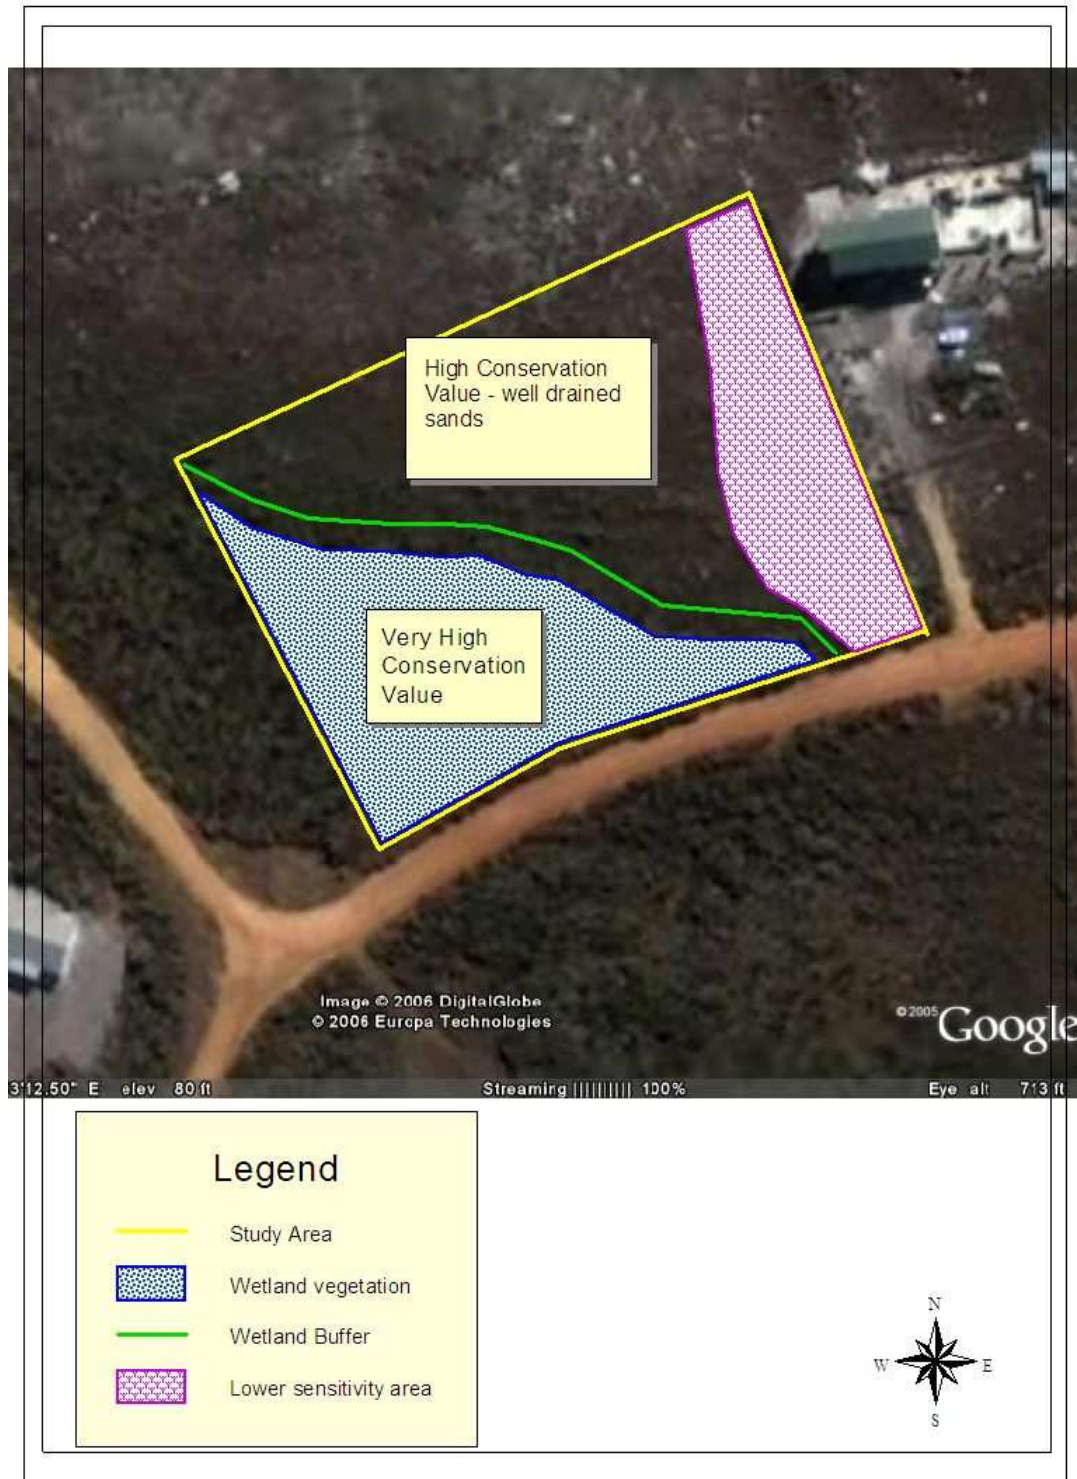 High Conservation
Value - well drained
sands
Very High
Conservation
Value
Image © 2006 DigitalGlobe
© 2006 Europa Technologies
©2005 Google
3'12.50" E elev 80 ft Streaming |||||||||| 100% Eye alt 713 ft
Legend
Study Area
Wetland vegetation
Wetland Buffer
Lower sensitivity area
N
W E
S